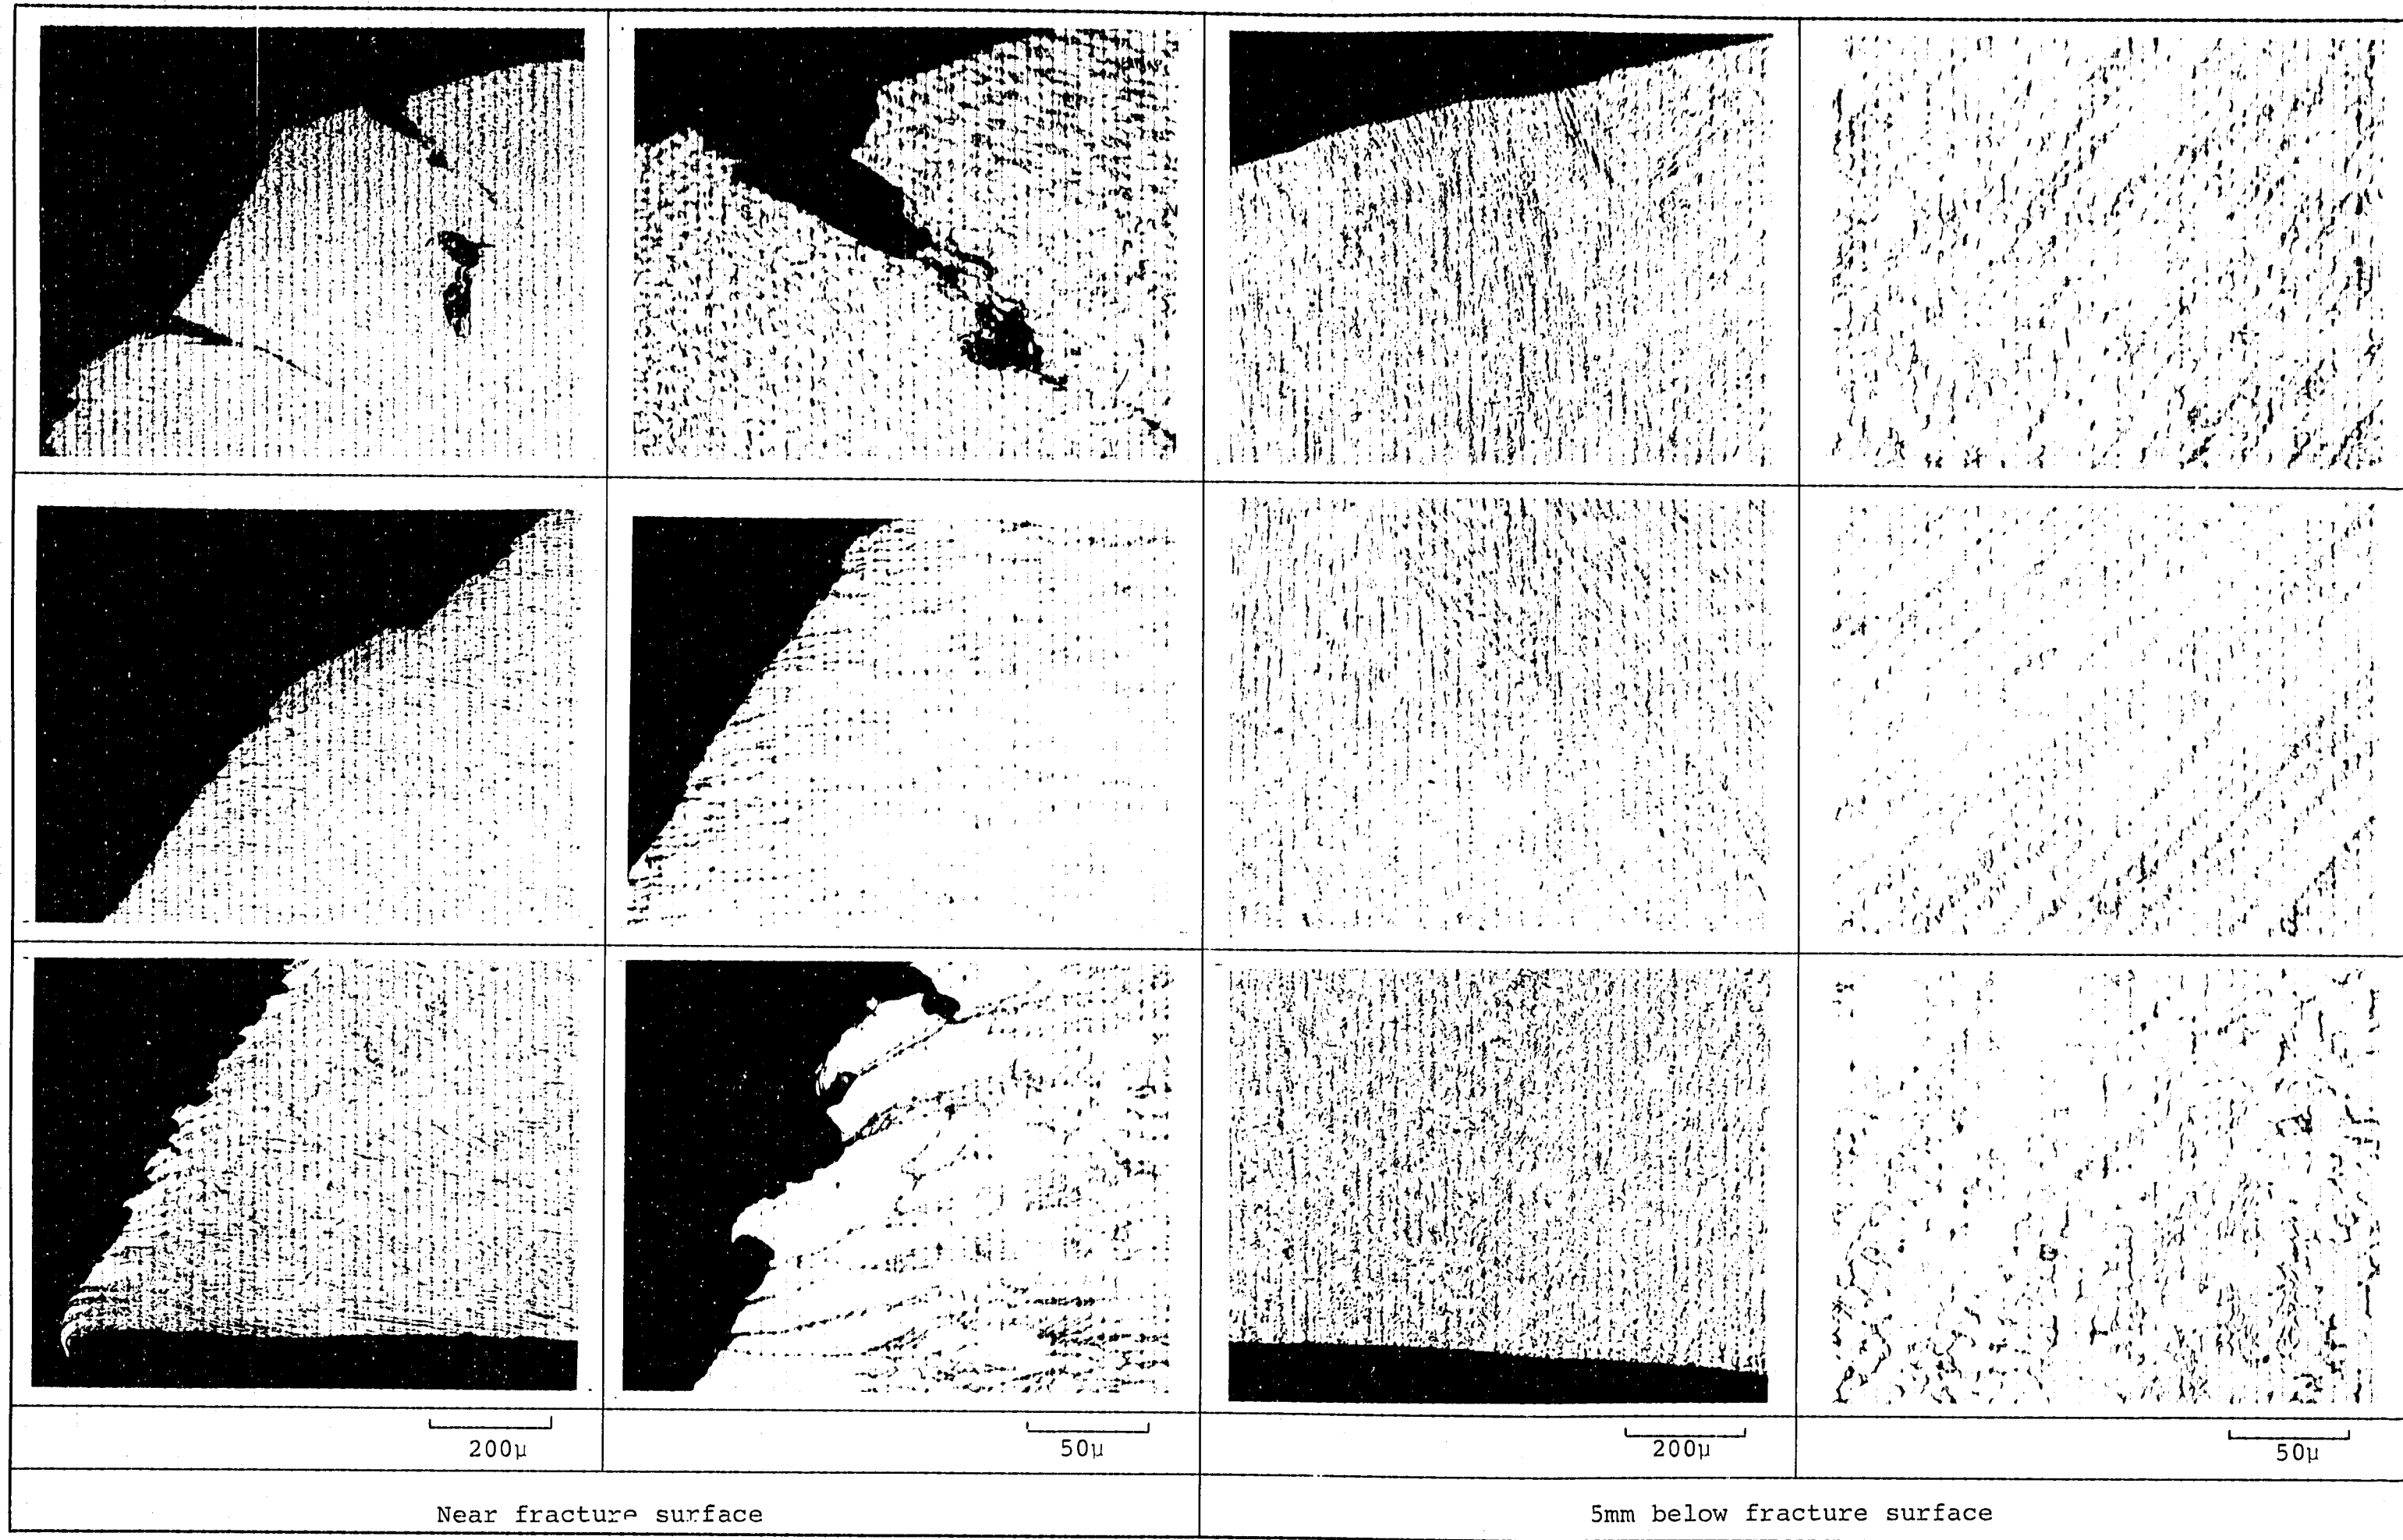 200μ
50μ
200μ
50μ
Near fracture surface
5mm below fracture surface